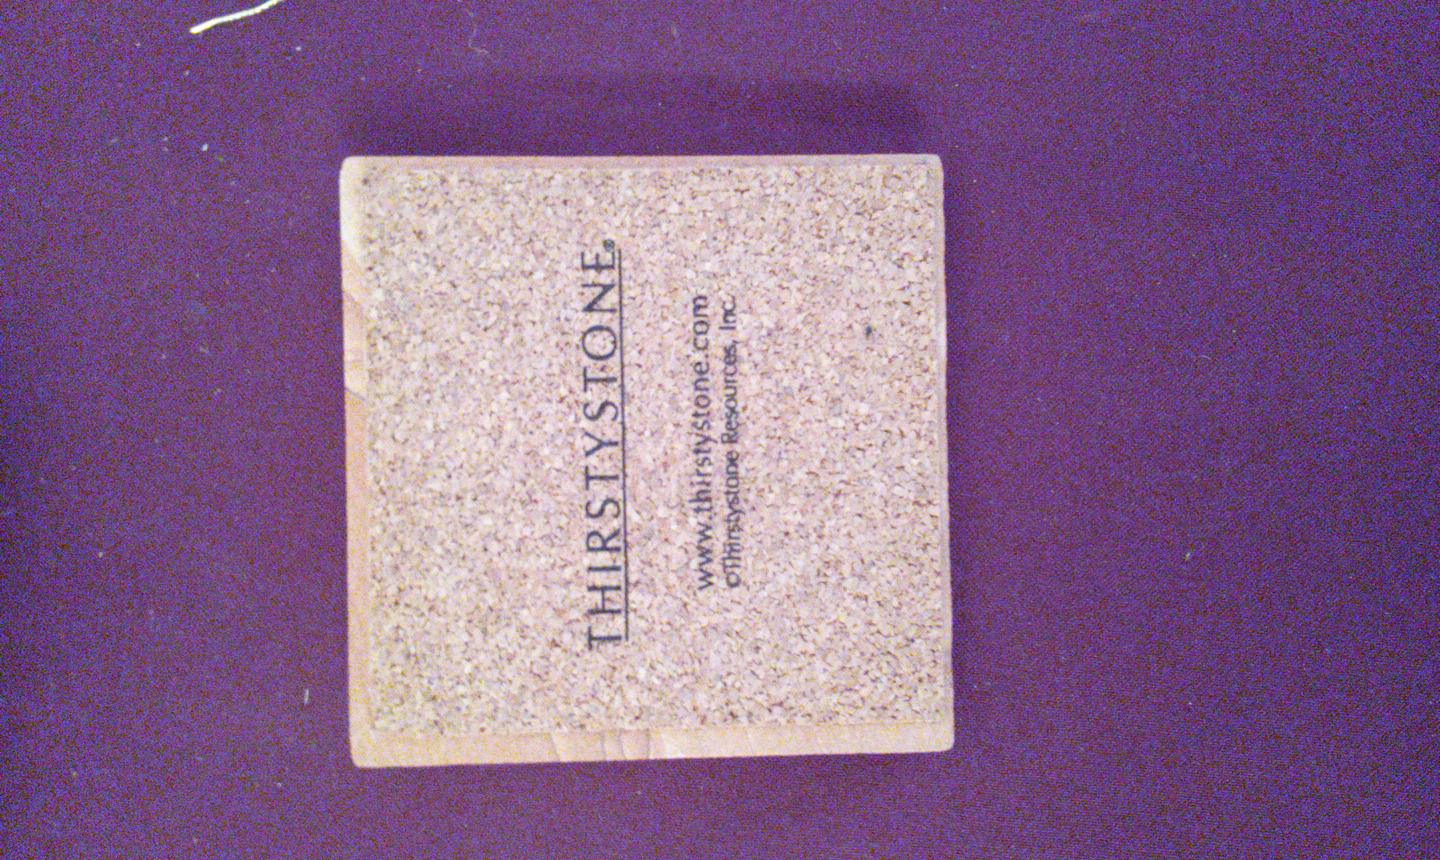 THIRSTYSTONE®
www.thirstystone.com
©Thirstystone Resources, Inc.